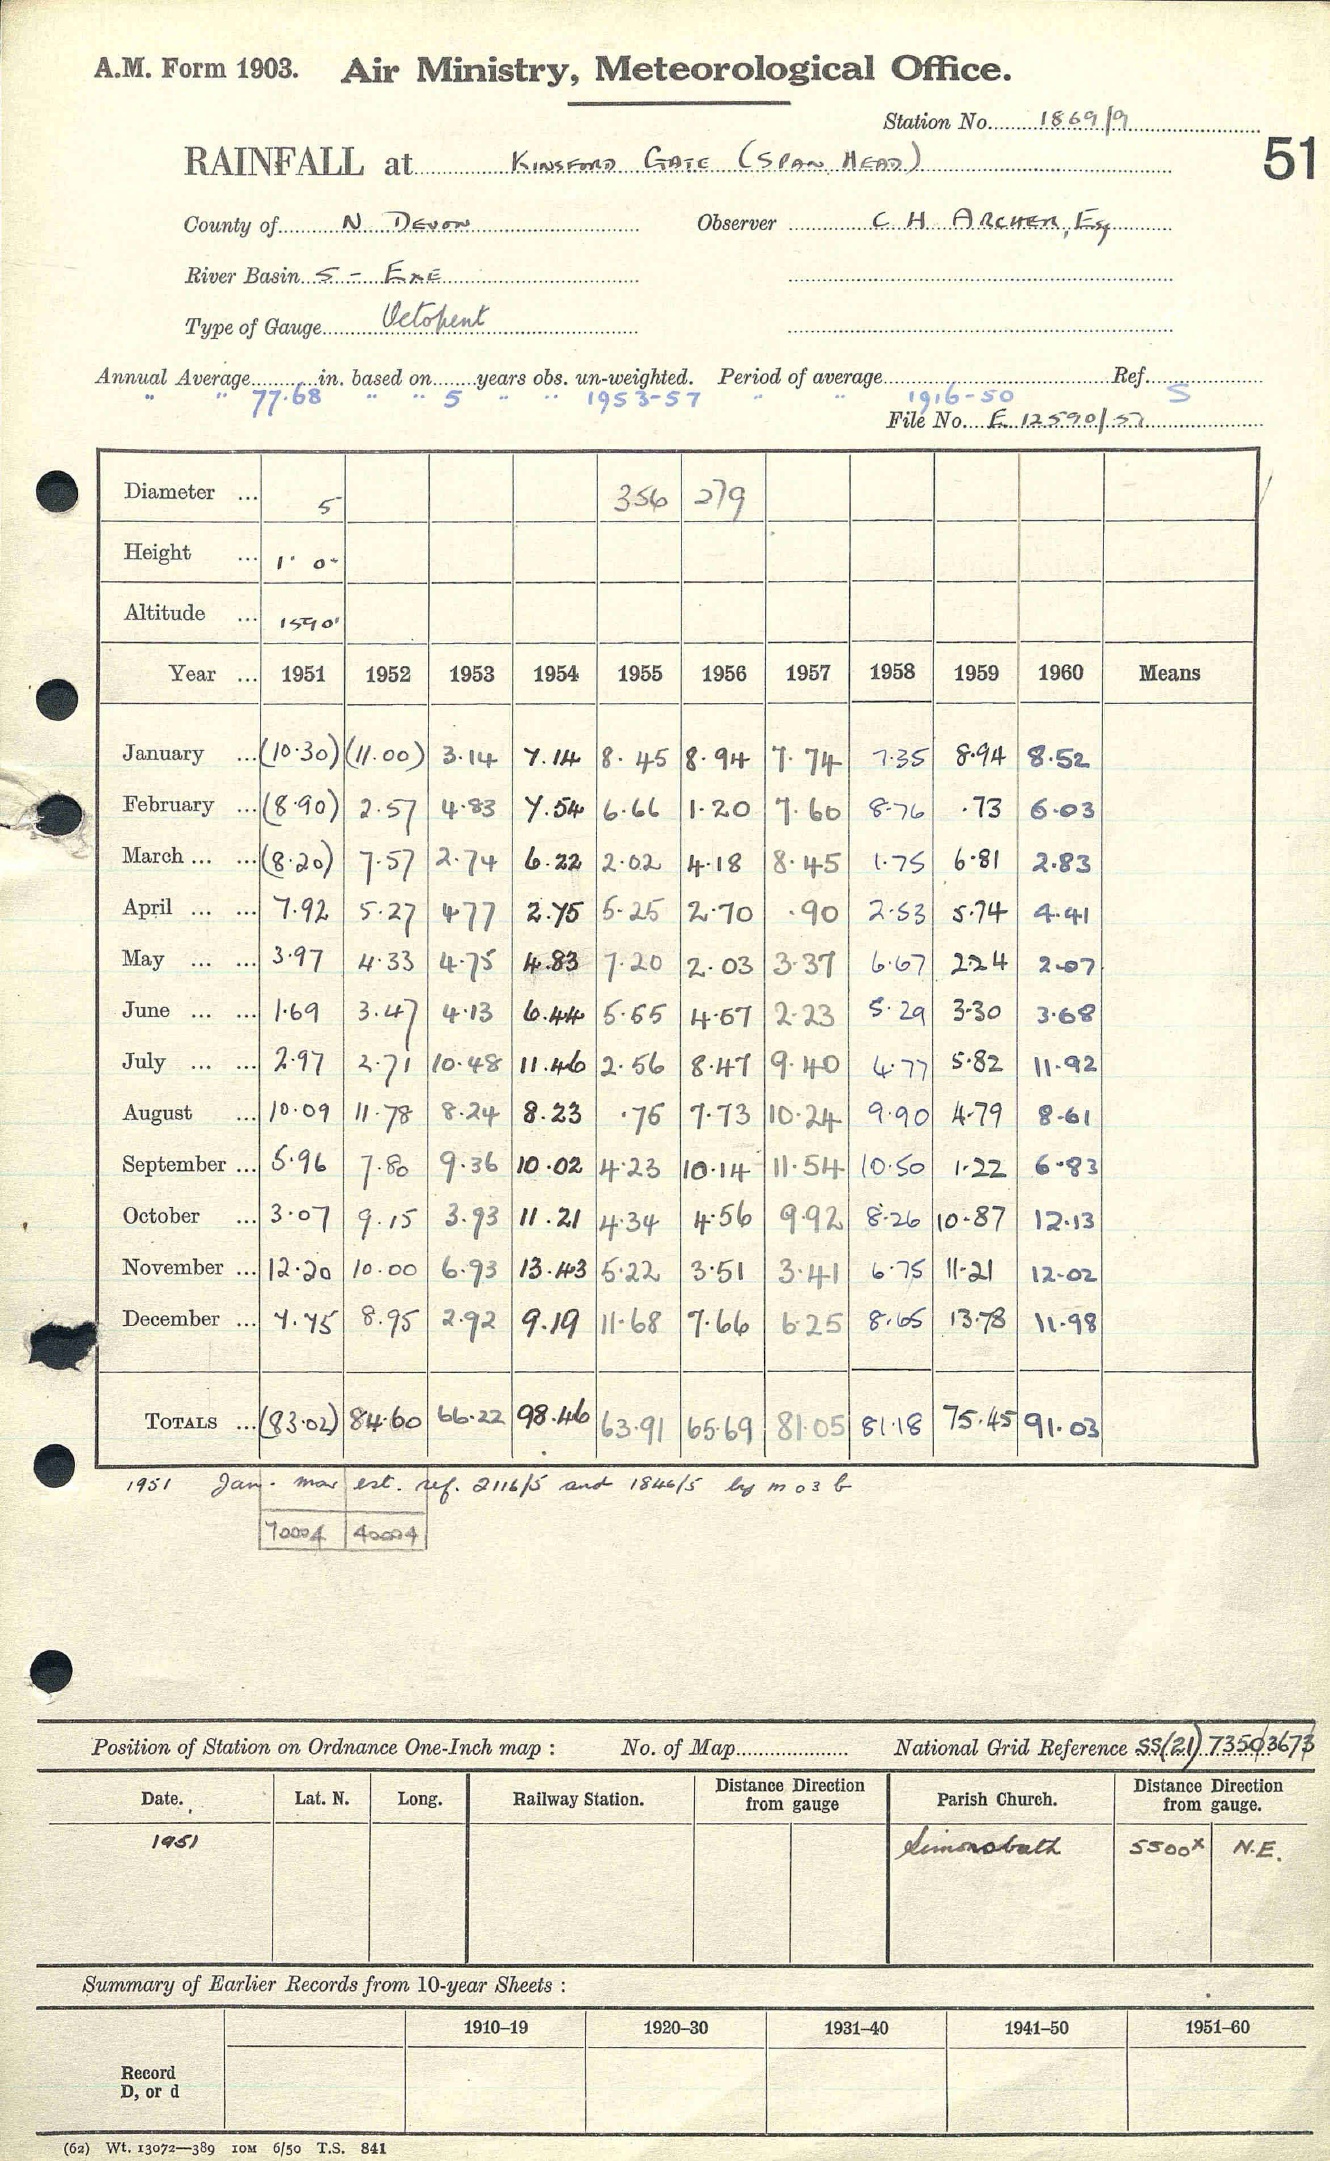 A.M. Form 1903. Air Ministry, Meteorological Office.
Station No. 1869/9
51
RAINFALL at KINSFORD GATE (SPAN HEAD)
County of N DEVON Observer C H ARCHER, Esq
River Basin S - EXE
Type of Gauge Octapent
Annual Average in. based on years obs. un-weighted. Period of average Ref.
" " 77.68 " " 5 " " 1953-57 " " 1916-50 S
File No. E 12590/57
Diameter ... 5 356 279
Height ... 1' 0"
Altitude ... 1590'
Year ... 1951 1952 1953 1954 1955 1956 1957 1958 1959 1960 Means
January ... (10.30) (11.00) 3.14 7.14 8.45 8.94 7.74 7.35 8.94 8.52
February ... (8.90) 2.57 4.83 7.54 6.66 1.20 7.60 8.76 .73 6.03
March ... ... (8.20) 7.57 2.74 6.22 2.02 4.18 8.45 1.75 6.81 2.83
April ... ... 7.92 5.27 4.77 2.75 5.25 2.70 .90 2.53 5.74 4.41
May ... ... 3.97 4.33 4.75 4.83 7.20 2.03 3.37 6.67 2.24 2.07
June ... ... 1.69 3.47 4.13 6.44 5.55 4.57 2.23 5.29 3.30 3.68
July ... ... 2.97 2.71 10.48 11.46 2.56 8.47 9.40 4.77 5.82 11.92
August ... 10.09 11.78 8.24 8.23 .75 7.73 10.24 9.90 4.79 8.61
September ... 5.96 7.80 9.36 10.02 4.23 10.14 11.54 10.50 1.22 6.83
October ... 3.07 9.15 3.93 11.21 4.34 4.56 9.92 8.26 10.87 12.13
November ... 12.20 10.00 6.93 13.43 5.22 3.51 3.41 6.75 11.21 12.02
December ... 7.75 8.95 2.92 9.19 11.68 7.66 6.25 8.65 13.78 11.98
TOTALS ... (83.02) 84.60 66.22 98.46 63.91 65.69 81.05 81.18 75.45 91.03
1951 Jan - mar est. ref. 2116/5 and 1846/5 by m o 3 b
70004 40004
Position of Station on Ordnance One-Inch map : No. of Map National Grid Reference SS(21) 73503673
Date. Lat. N. Long. Railway Station. Distance Direction from gauge Parish Church. Distance Direction from gauge.
1951 Simonsbath 5500x N.E.
Summary of Earlier Records from 10-year Sheets :
1910–19 1920–30 1931–40 1941–50 1951–60
Record
D, or d
(62) Wt. 13072—389 10M 6/50 T.S. 841